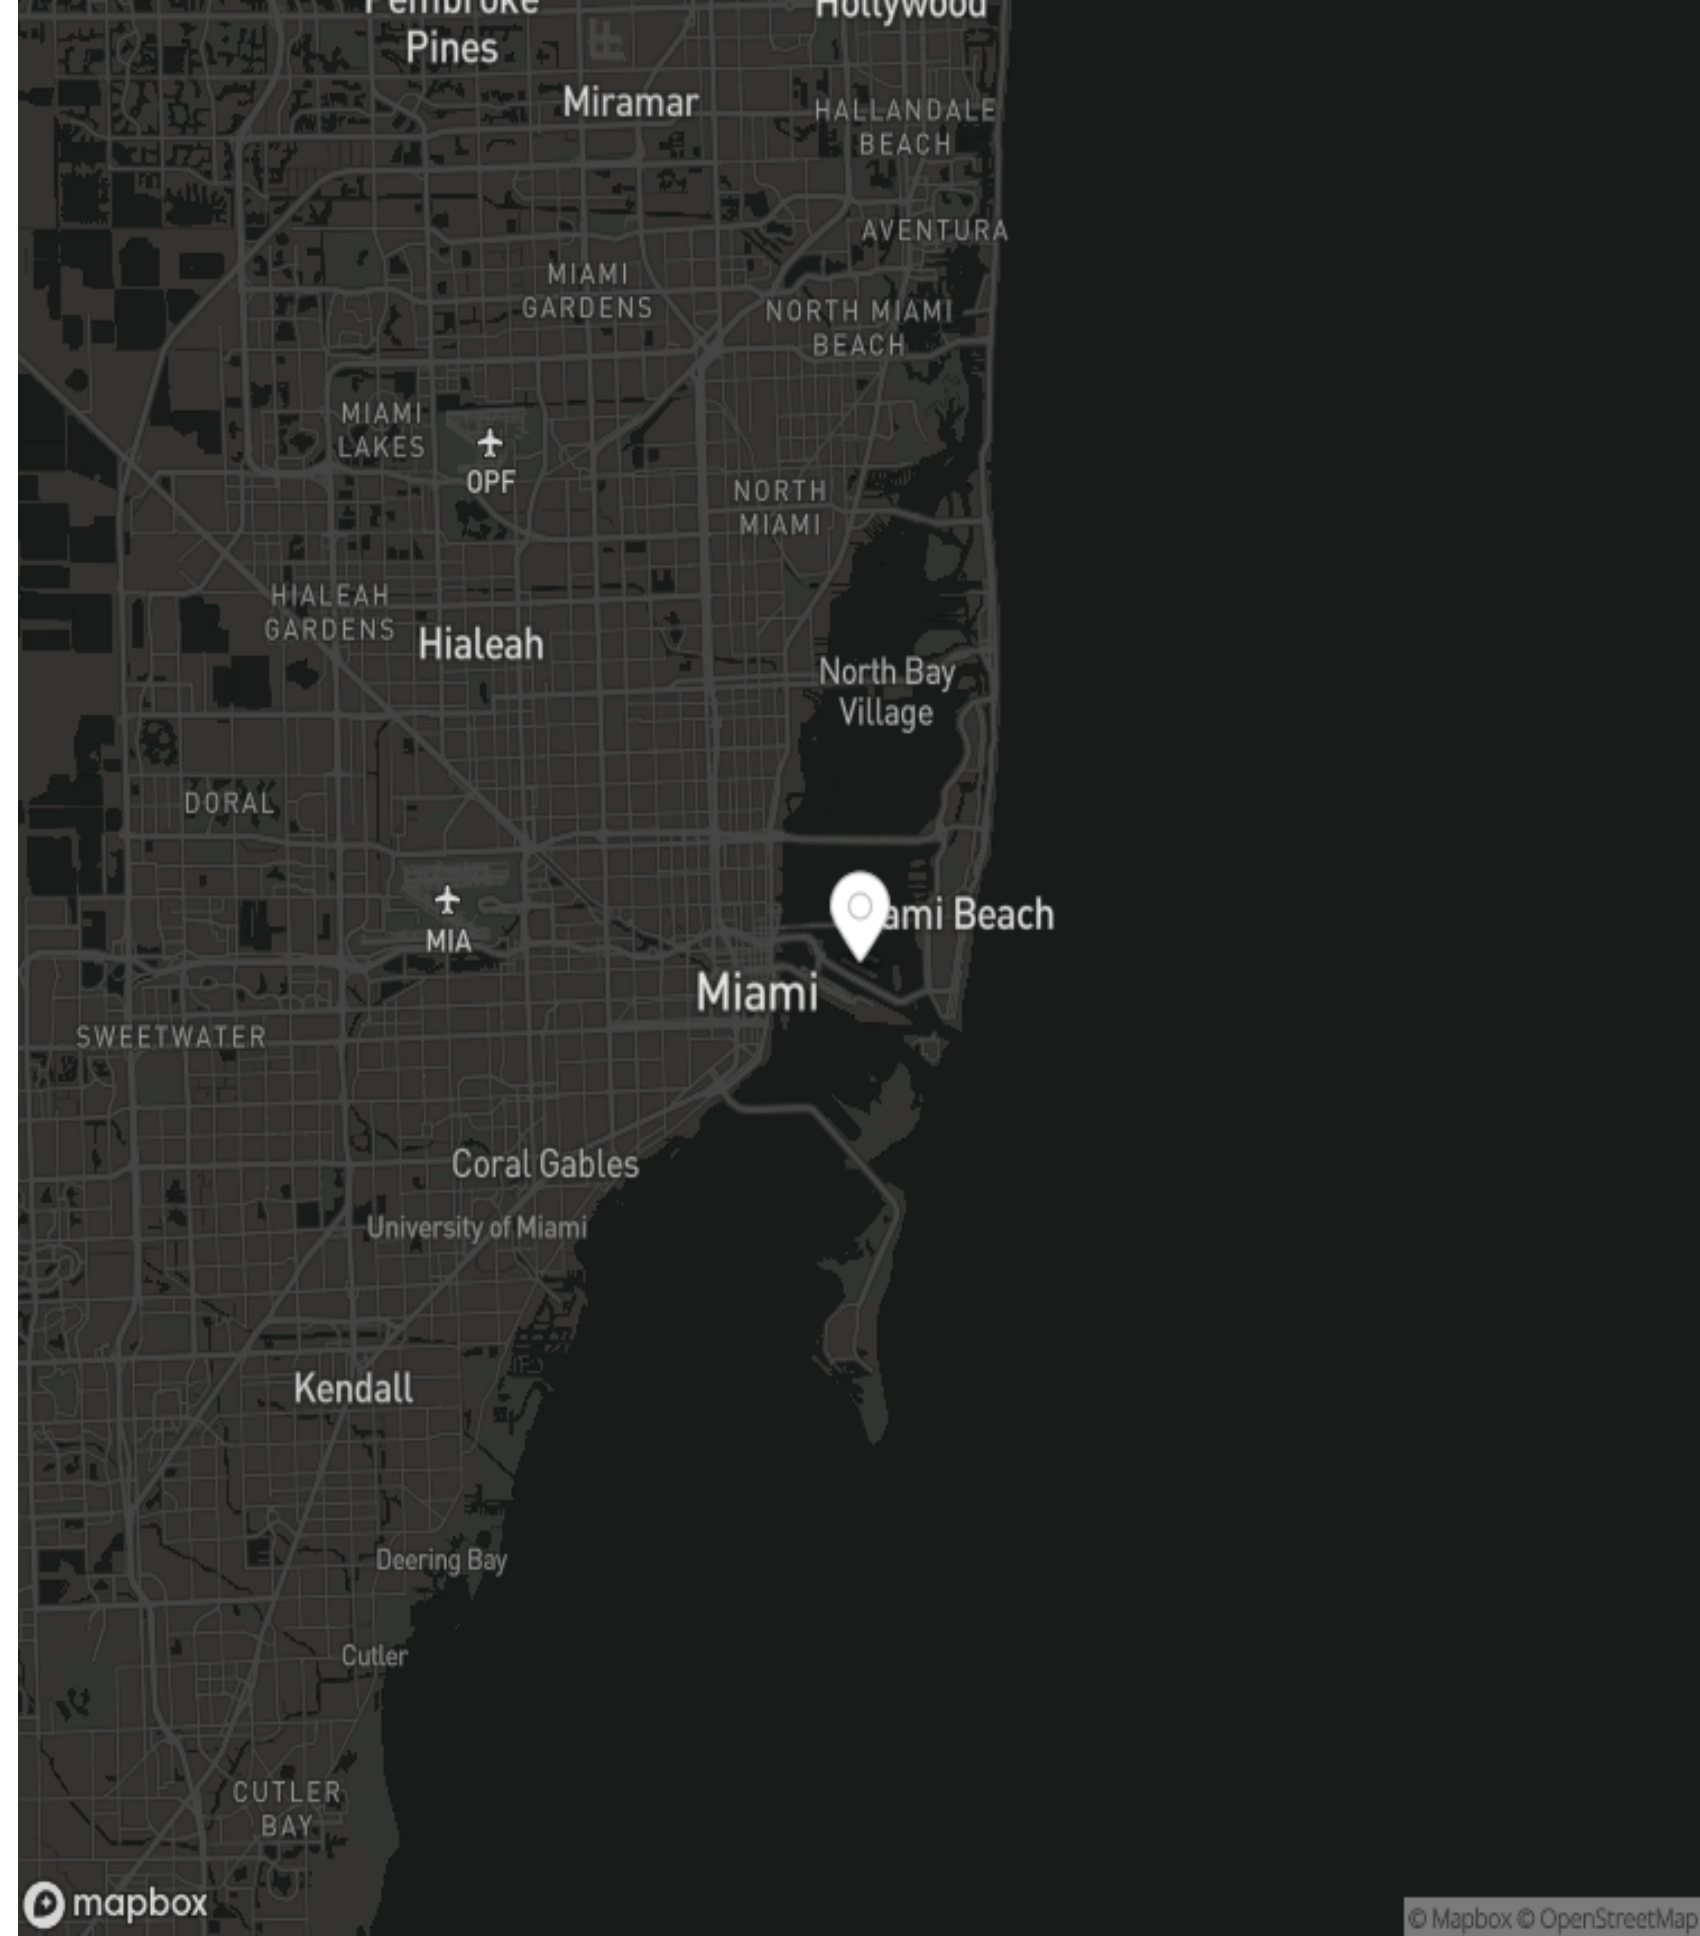 Pembroke
Pines
Hollywood
Miramar
HALLANDALE
BEACH
AVENTURA
MIAMI
GARDENS
NORTH MIAMI
BEACH
MIAMI
LAKES
OPF
NORTH
MIAMI
HIALEAH
GARDENS
Hialeah
North Bay
Village
DORAL
MIA
ami Beach
Miami
SWEETWATER
Coral Gables
University of Miami
Kendall
Deering Bay
Cutler
CUTLER
BAY
mapbox
© Mapbox © OpenStreetMap